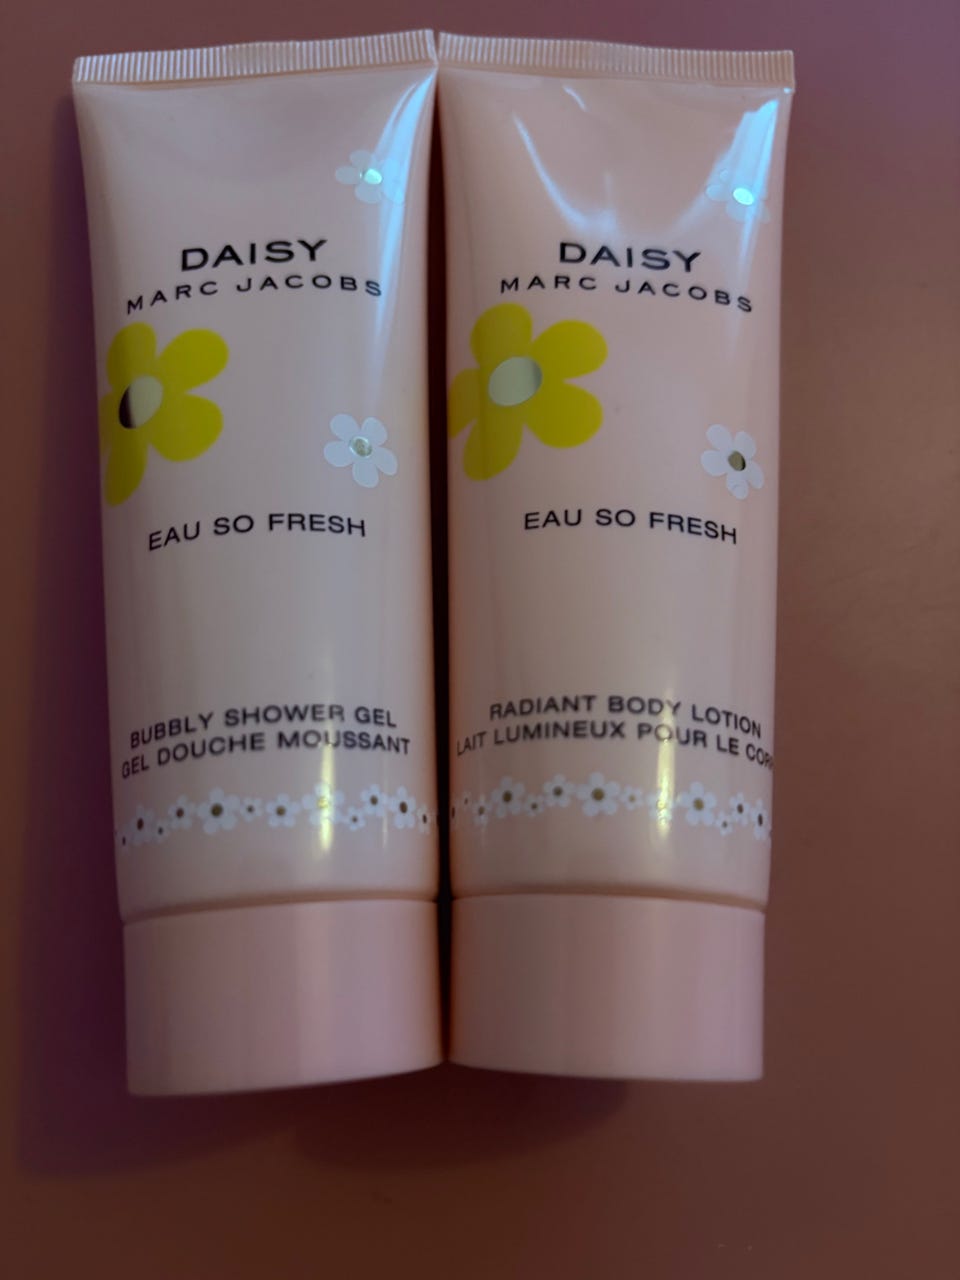 DAISY
MARC JACOBS
EAU SO FRESH
BUBBLY SHOWER GEL
GEL DOUCHE MOUSSANT
DAISY
MARC JACOBS
EAU SO FRESH
RADIANT BODY LOTION
LAIT LUMINEUX POUR LE